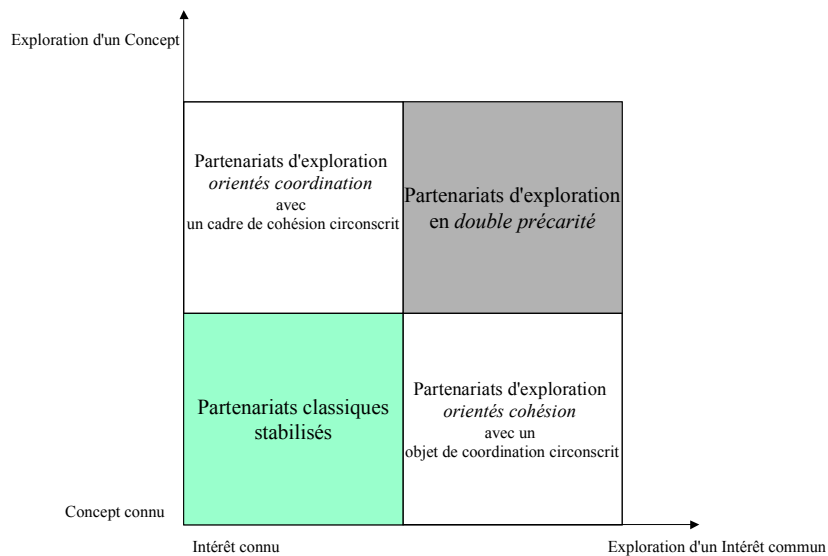 Exploration d'un Concept
Partenariats d'exploration
orientés coordination
avec
un cadre de cohésion circonscrit
Partenariats d'exploration
en double précarité
Partenariats classiques
stabilisés
Partenariats d'exploration
orientés cohésion
avec un
objet de coordination circonscrit
Concept connu
Intérêt connu
Exploration d'un Intérêt commun